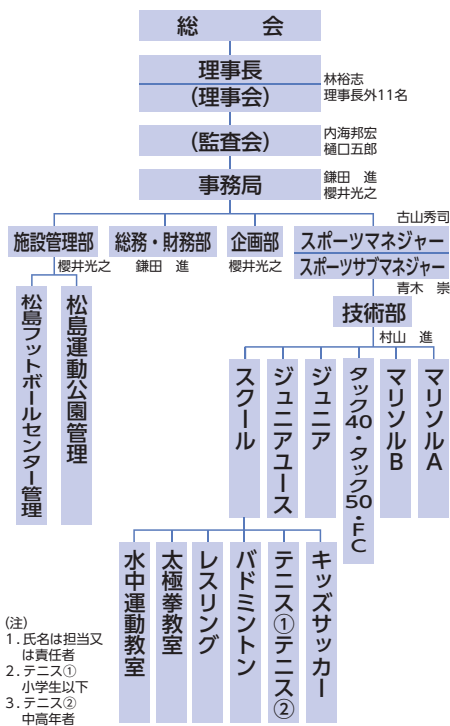 総　　会
理事長
(理事会)
林裕志
理事長外11名
(監査会)
内海邦宏
樋口五郎
事務局
鎌田　進
櫻井光之
施設管理部
櫻井光之
総務・財務部
鎌田　進
企画部
櫻井光之
古山秀司
スポーツマネジャー
スポーツサブマネジャー
青木　崇
技術部
村山　進
松島フットボールセンター管理
松島運動公園管理
スクール
ジュニアユース
ジュニア
タック40・タック50・FC
マリソルB
マリソルA
水中運動教室
太極拳教室
レスリング
バドミントン
テニス①テニス②
キッズサッカー
(注)
1. 氏名は担当又
は責任者
2. テニス①
小学生以下
3. テニス②
中高年者